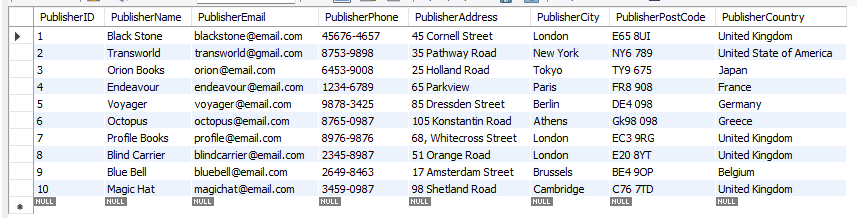 PublisherID PublisherName PublisherEmail PublisherPhone PublisherAddress PublisherCity PublisherPostCode PublisherCountry
1 Black Stone blackstone@email.com 45676-4657 45 Cornell Street London E65 8UI United Kingdom
2 Transworld transworld@gmail.com 8753-9898 35 Pathway Road New York NY6 789 United State of America
3 Orion Books orion@email.com 6453-9008 25 Holland Road Tokyo TY9 675 Japan
4 Endeavour endeavour@email.com 1234-6789 65 Parkview Paris FR8 908 France
5 Voyager voyager@email.com 9878-3425 85 Dressden Street Berlin DE4 098 Germany
6 Octopus octopus@email.com 8765-0987 105 Konstantin Road Athens Gk98 098 Greece
7 Profile Books profile@email.com 8976-9876 68, Whitecross Street London EC3 9RG United Kingdom
8 Blind Carrier blindcarrier@email.com 2345-8987 51 Orange Road London E20 8YT United Kingdom
9 Blue Bell bluebell@email.com 2649-8463 17 Amsterdam Street Brussels BE4 9OP Belgium
10 Magic Hat magichat@email.com 3459-0987 98 Shetland Road Cambridge C76 7TD United Kingdom
NULL NULL NULL NULL NULL NULL NULL NULL